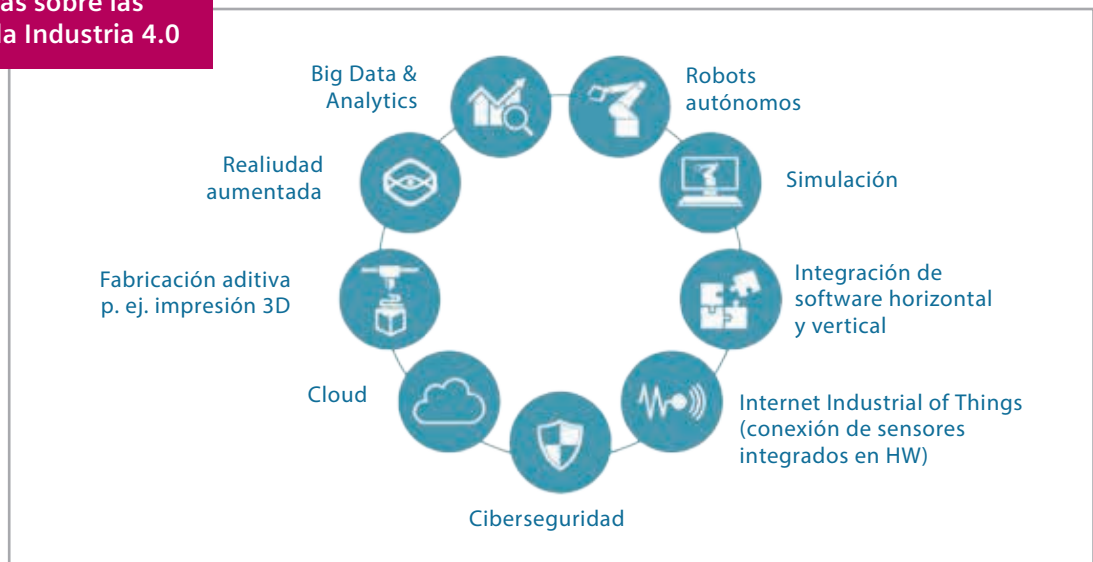 as sobre las
la Industria 4.0
Big Data &
Analytics
Robots
autónomos
Realiudad
aumentada
Simulación
Fabricación aditiva
p. ej. impresión 3D
Integración de
software horizontal
y vertical
Cloud
Internet Industrial of Things
(conexión de sensores
integrados en HW)
Ciberseguridad